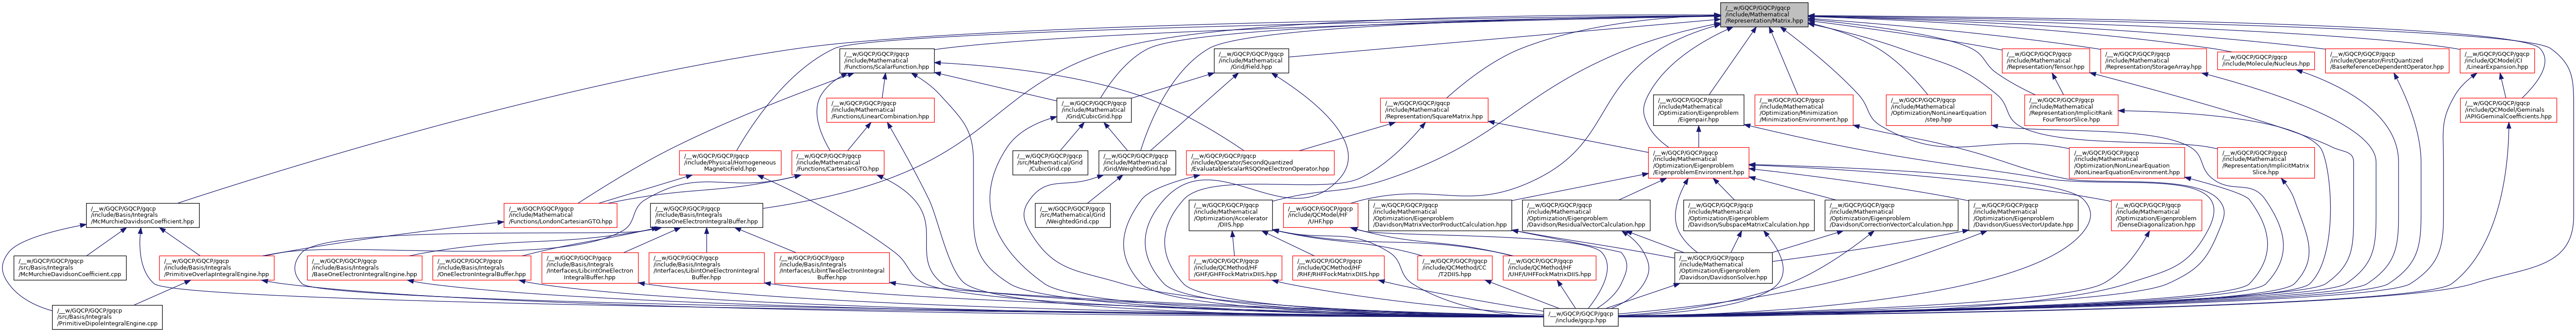 /__w/GQCP/GQCP/gqcp
/include/Mathematical
/Representation/Matrix.hpp
/__w/GQCP/GQCP/gqcp
/include/Mathematical
/Functions/ScalarFunction.hpp
/__w/GQCP/GQCP/gqcp
/include/Mathematical
/Grid/Field.hpp
/__w/GQCP/GQCP/gqcp
/include/Mathematical
/Representation/Tensor.hpp
/__w/GQCP/GQCP/gqcp
/include/Mathematical
/Representation/StorageArray.hpp
/__w/GQCP/GQCP/gqcp
/include/Molecule/Nucleus.hpp
/__w/GQCP/GQCP/gqcp
/include/Operator/FirstQuantized
/BaseReferenceDependentOperator.hpp
/__w/GQCP/GQCP/gqcp
/include/QCModel/CI
/LinearExpansion.hpp
/__w/GQCP/GQCP/gqcp
/include/Mathematical
/Functions/LinearCombination.hpp
/__w/GQCP/GQCP/gqcp
/include/Mathematical
/Grid/CubicGrid.hpp
/__w/GQCP/GQCP/gqcp
/include/Mathematical
/Representation/SquareMatrix.hpp
/__w/GQCP/GQCP/gqcp
/include/Mathematical
/Optimization/Eigenproblem
/Eigenpair.hpp
/__w/GQCP/GQCP/gqcp
/include/Mathematical
/Optimization/Minimization
/MinimizationEnvironment.hpp
/__w/GQCP/GQCP/gqcp
/include/Mathematical
/Optimization/NonLinearEquation
/step.hpp
/__w/GQCP/GQCP/gqcp
/include/Mathematical
/Representation/ImplicitRank
FourTensorSlice.hpp
/__w/GQCP/GQCP/gqcp
/include/QCModel/Geminals
/APIGGeminalCoefficients.hpp
/__w/GQCP/GQCP/gqcp
/include/Physical/Homogeneous
MagneticField.hpp
/__w/GQCP/GQCP/gqcp
/include/Mathematical
/Functions/CartesianGTO.hpp
/__w/GQCP/GQCP/gqcp
/src/Mathematical/Grid
/CubicGrid.cpp
/__w/GQCP/GQCP/gqcp
/include/Mathematical
/Grid/WeightedGrid.hpp
/__w/GQCP/GQCP/gqcp
/include/Operator/SecondQuantized
/EvaluatableScalarRSQOneElectronOperator.hpp
/__w/GQCP/GQCP/gqcp
/include/Mathematical
/Optimization/Eigenproblem
/EigenproblemEnvironment.hpp
/__w/GQCP/GQCP/gqcp
/include/Mathematical
/Optimization/NonLinearEquation
/NonLinearEquationEnvironment.hpp
/__w/GQCP/GQCP/gqcp
/include/Mathematical
/Representation/ImplicitMatrix
Slice.hpp
/__w/GQCP/GQCP/gqcp
/include/Basis/Integrals
/McMurchieDavidsonCoefficient.hpp
/__w/GQCP/GQCP/gqcp
/include/Mathematical
/Functions/LondonCartesianGTO.hpp
/__w/GQCP/GQCP/gqcp
/include/Basis/Integrals
/BaseOneElectronIntegralBuffer.hpp
/__w/GQCP/GQCP/gqcp
/src/Mathematical/Grid
/WeightedGrid.cpp
/__w/GQCP/GQCP/gqcp
/include/Mathematical
/Optimization/Accelerator
/DIIS.hpp
/__w/GQCP/GQCP/gqcp
/include/QCModel/HF
/UHF.hpp
/__w/GQCP/GQCP/gqcp
/include/Mathematical
/Optimization/Eigenproblem
/Davidson/MatrixVectorProductCalculation.hpp
/__w/GQCP/GQCP/gqcp
/include/Mathematical
/Optimization/Eigenproblem
/Davidson/ResidualVectorCalculation.hpp
/__w/GQCP/GQCP/gqcp
/include/Mathematical
/Optimization/Eigenproblem
/Davidson/SubspaceMatrixCalculation.hpp
/__w/GQCP/GQCP/gqcp
/include/Mathematical
/Optimization/Eigenproblem
/Davidson/CorrectionVectorCalculation.hpp
/__w/GQCP/GQCP/gqcp
/include/Mathematical
/Optimization/Eigenproblem
/Davidson/GuessVectorUpdate.hpp
/__w/GQCP/GQCP/gqcp
/include/Mathematical
/Optimization/Eigenproblem
/DenseDiagonalization.hpp
/__w/GQCP/GQCP/gqcp
/src/Basis/Integrals
/McMurchieDavidsonCoefficient.cpp
/__w/GQCP/GQCP/gqcp
/include/Basis/Integrals
/PrimitiveOverlapIntegralEngine.hpp
/__w/GQCP/GQCP/gqcp
/include/Basis/Integrals
/BaseOneElectronIntegralEngine.hpp
/__w/GQCP/GQCP/gqcp
/include/Basis/Integrals
/OneElectronIntegralBuffer.hpp
/__w/GQCP/GQCP/gqcp
/include/Basis/Integrals
/Interfaces/LibcintOneElectron
IntegralBuffer.hpp
/__w/GQCP/GQCP/gqcp
/include/Basis/Integrals
/Interfaces/LibintOneElectronIntegral
Buffer.hpp
/__w/GQCP/GQCP/gqcp
/include/Basis/Integrals
/Interfaces/LibintTwoElectronIntegral
Buffer.hpp
/__w/GQCP/GQCP/gqcp
/include/QCMethod/HF
/GHF/GHFFockMatrixDIIS.hpp
/__w/GQCP/GQCP/gqcp
/include/QCMethod/HF
/RHF/RHFFockMatrixDIIS.hpp
/__w/GQCP/GQCP/gqcp
/include/QCMethod/CC
/T2DIIS.hpp
/__w/GQCP/GQCP/gqcp
/include/QCMethod/HF
/UHF/UHFFockMatrixDIIS.hpp
/__w/GQCP/GQCP/gqcp
/include/Mathematical
/Optimization/Eigenproblem
/Davidson/DavidsonSolver.hpp
/__w/GQCP/GQCP/gqcp
/src/Basis/Integrals
/PrimitiveDipoleIntegralEngine.cpp
/__w/GQCP/GQCP/gqcp
/include/gqcp.hpp